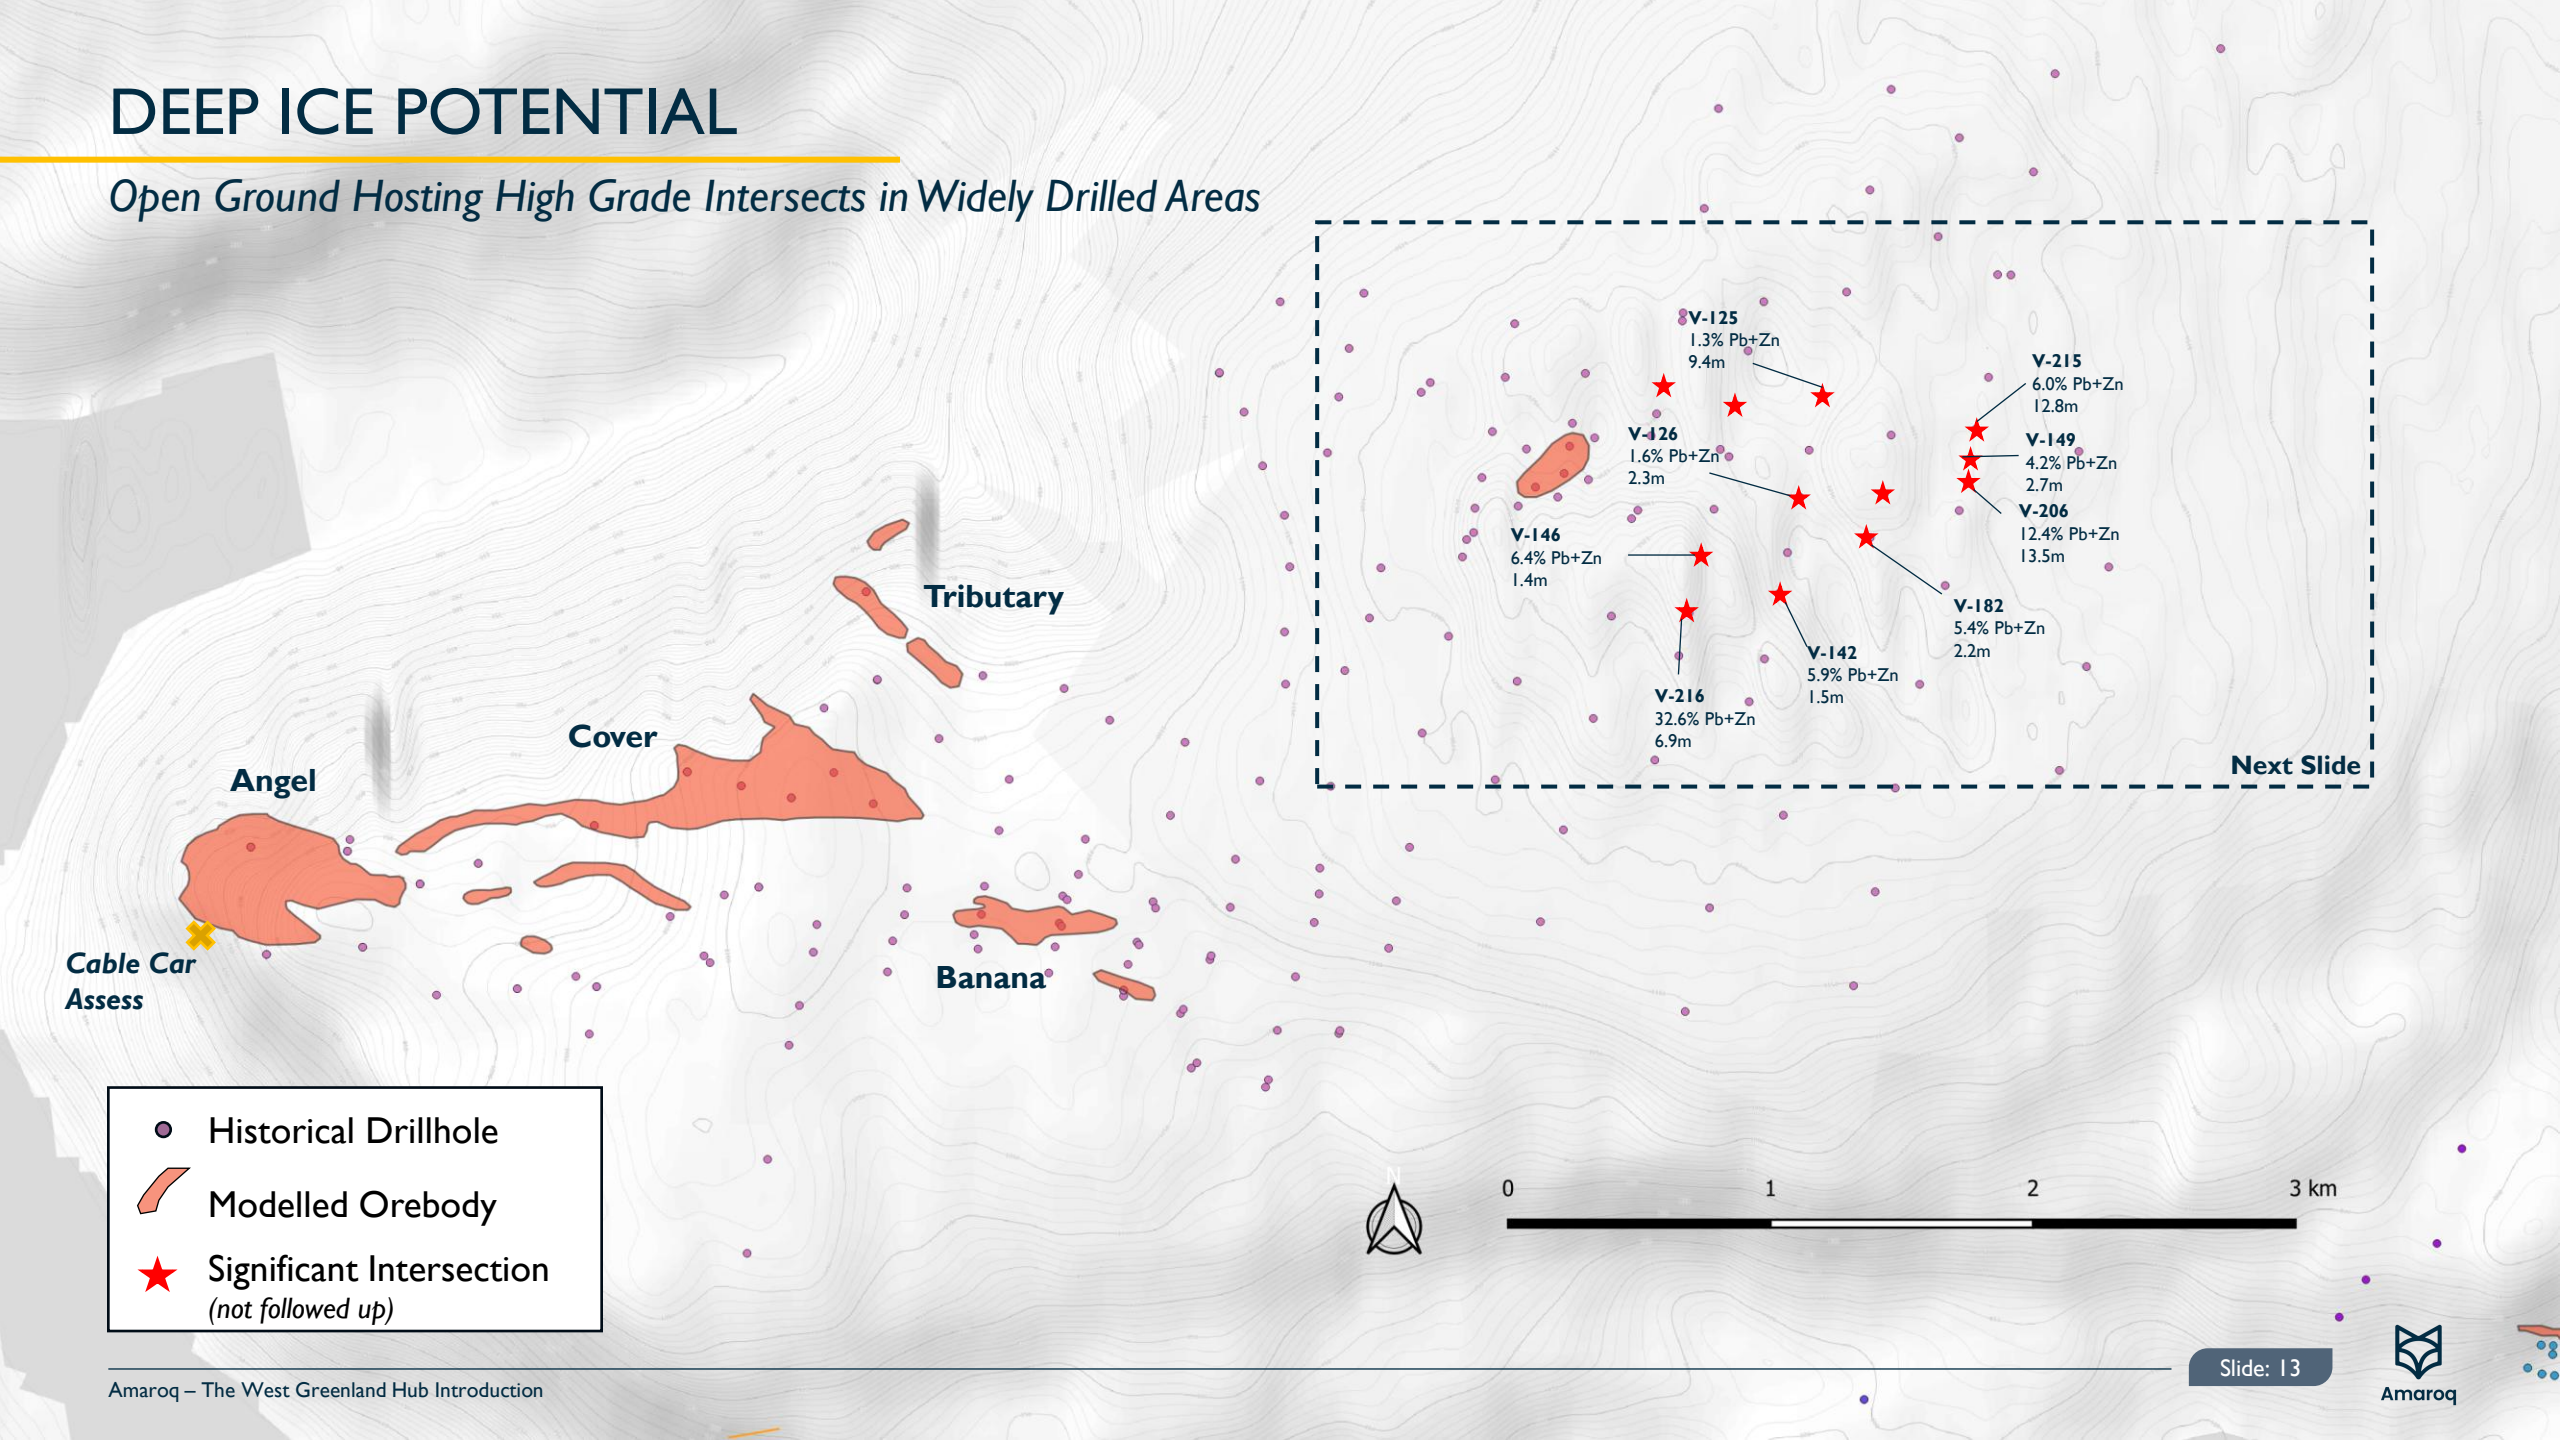 DEEP ICE POTENTIAL
Open Ground Hosting High Grade Intersects in Widely Drilled Areas
V-125
1.3% Pb+Zn
9.4m
V-215
6.0% Pb+Zn
12.8m
V-126
1.6% Pb+Zn
2.3m
V-149
4.2% Pb+Zn
2.7m
V-206
12.4% Pb+Zn
13.5m
V-146
6.4% Pb+Zn
1.4m
V-182
5.4% Pb+Zn
2.2m
V-142
5.9% Pb+Zn
1.5m
V-216
32.6% Pb+Zn
6.9m
Next Slide
Tributary
Cover
Angel
Banana
Cable Car
Assess
Historical Drillhole
Modelled Orebody
Significant Intersection
(not followed up)
N
0 1 2 3 km
Amaroq – The West Greenland Hub Introduction
Slide: 13
Amaroq